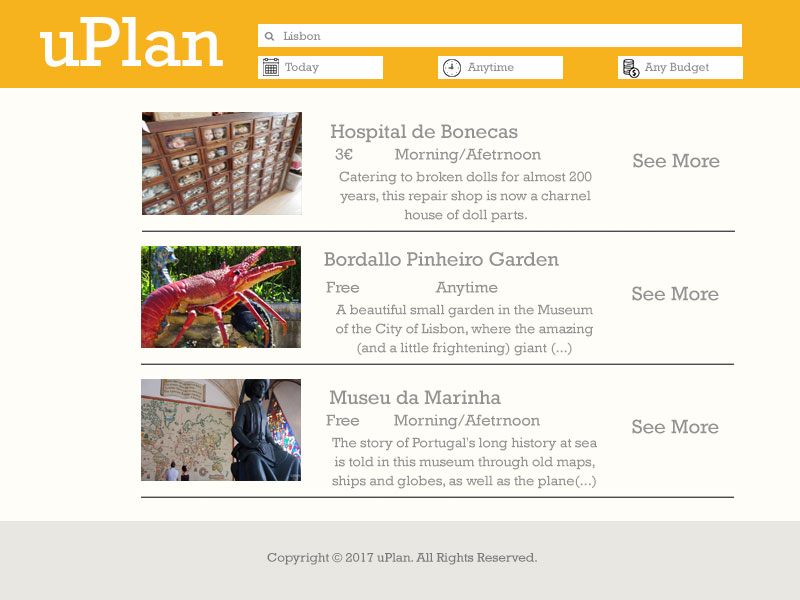 uPlan
Lisbon
Today
Anytime
Any Budget
Hospital de Bonecas
3€ Morning/Afetrnoon
Catering to broken dolls for almost 200
years, this repair shop is now a charnel
house of doll parts.
See More
Bordallo Pinheiro Garden
Free Anytime
A beautiful small garden in the Museum
of the City of Lisbon, where the amazing
(and a little frightening) giant (...)
See More
Museu da Marinha
Free Morning/Afetrnoon
The story of Portugal's long history at sea
is told in this museum through old maps,
ships and globes, as well as the plane(...)
See More
Copyright © 2017 uPlan. All Rights Reserved.